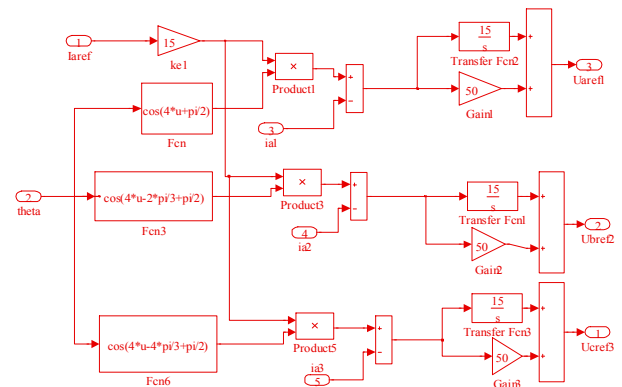 1
Iaref
15
ke1
×
Product1
cos(4*u+pi/2)
Fcn
3
ia1
+
−
15
s
Transfer Fcn2
50
Gain1
+
+
3
Uaref1
2
theta
cos(4*u-2*pi/3+pi/2)
Fcn3
×
Product3
4
ia2
+
−
15
s
Transfer Fcn1
50
Gain2
+
+
2
Ubref2
cos(4*u-4*pi/3+pi/2)
Fcn6
×
Product5
ia3
5
+
−
15
s
Transfer Fcn3
50
Gain3
+
+
1
Ucref3